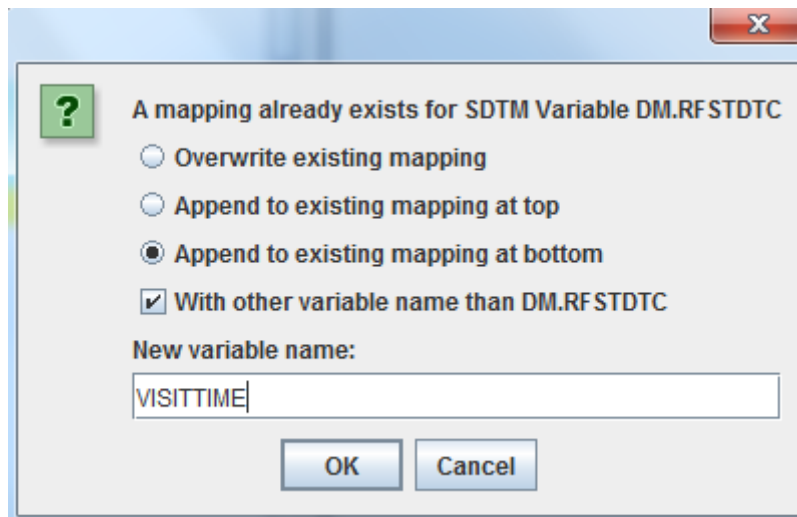 A mapping already exists for SDTM Variable DM.RFSTDTC
Overwrite existing mapping
Append to existing mapping at top
Append to existing mapping at bottom
With other variable name than DM.RFSTDTC
New variable name:
VISITTIME
OK Cancel